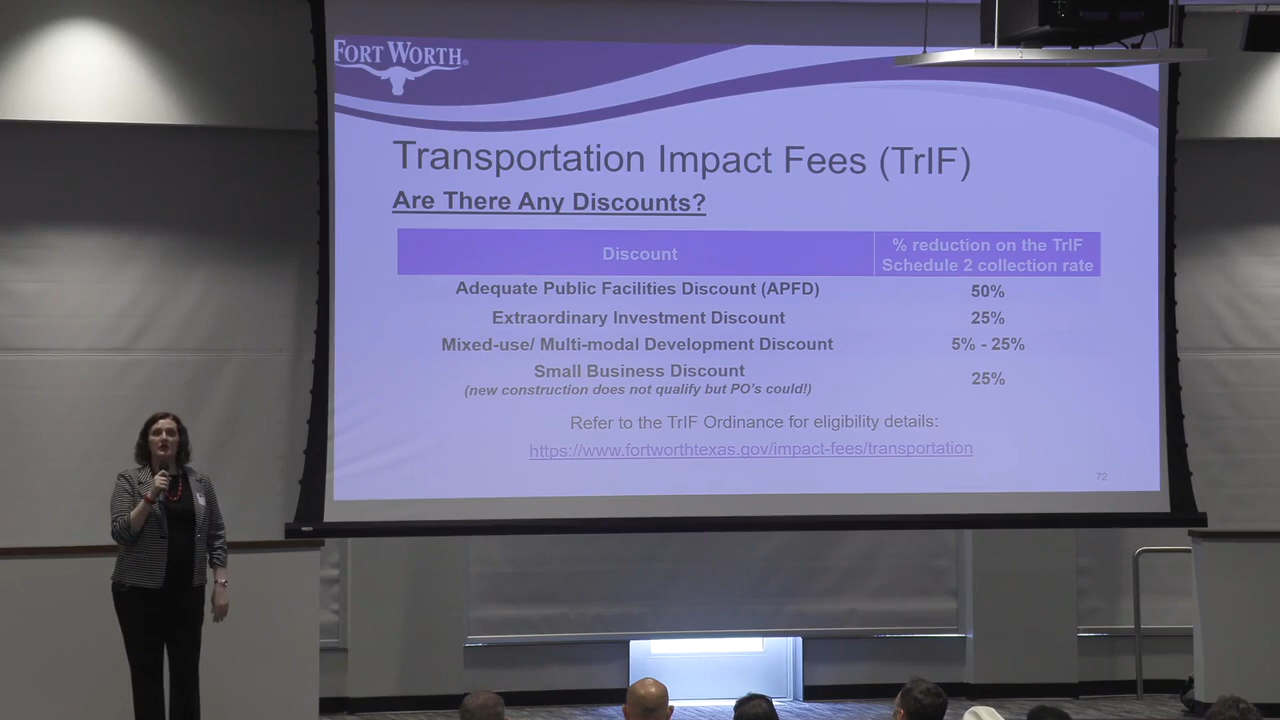 FORT WORTH®
Transportation Impact Fees (TrIF)
Are There Any Discounts?
Discount
% reduction on the TrIF
Schedule 2 collection rate
Adequate Public Facilities Discount (APFD)
50%
Extraordinary Investment Discount
25%
Mixed-use/ Multi-modal Development Discount
5% - 25%
Small Business Discount
(new construction does not qualify but PO's could!)
25%
Refer to the TrIF Ordinance for eligibility details:
https://www.fortworthtexas.gov/impact-fees/transportation
72